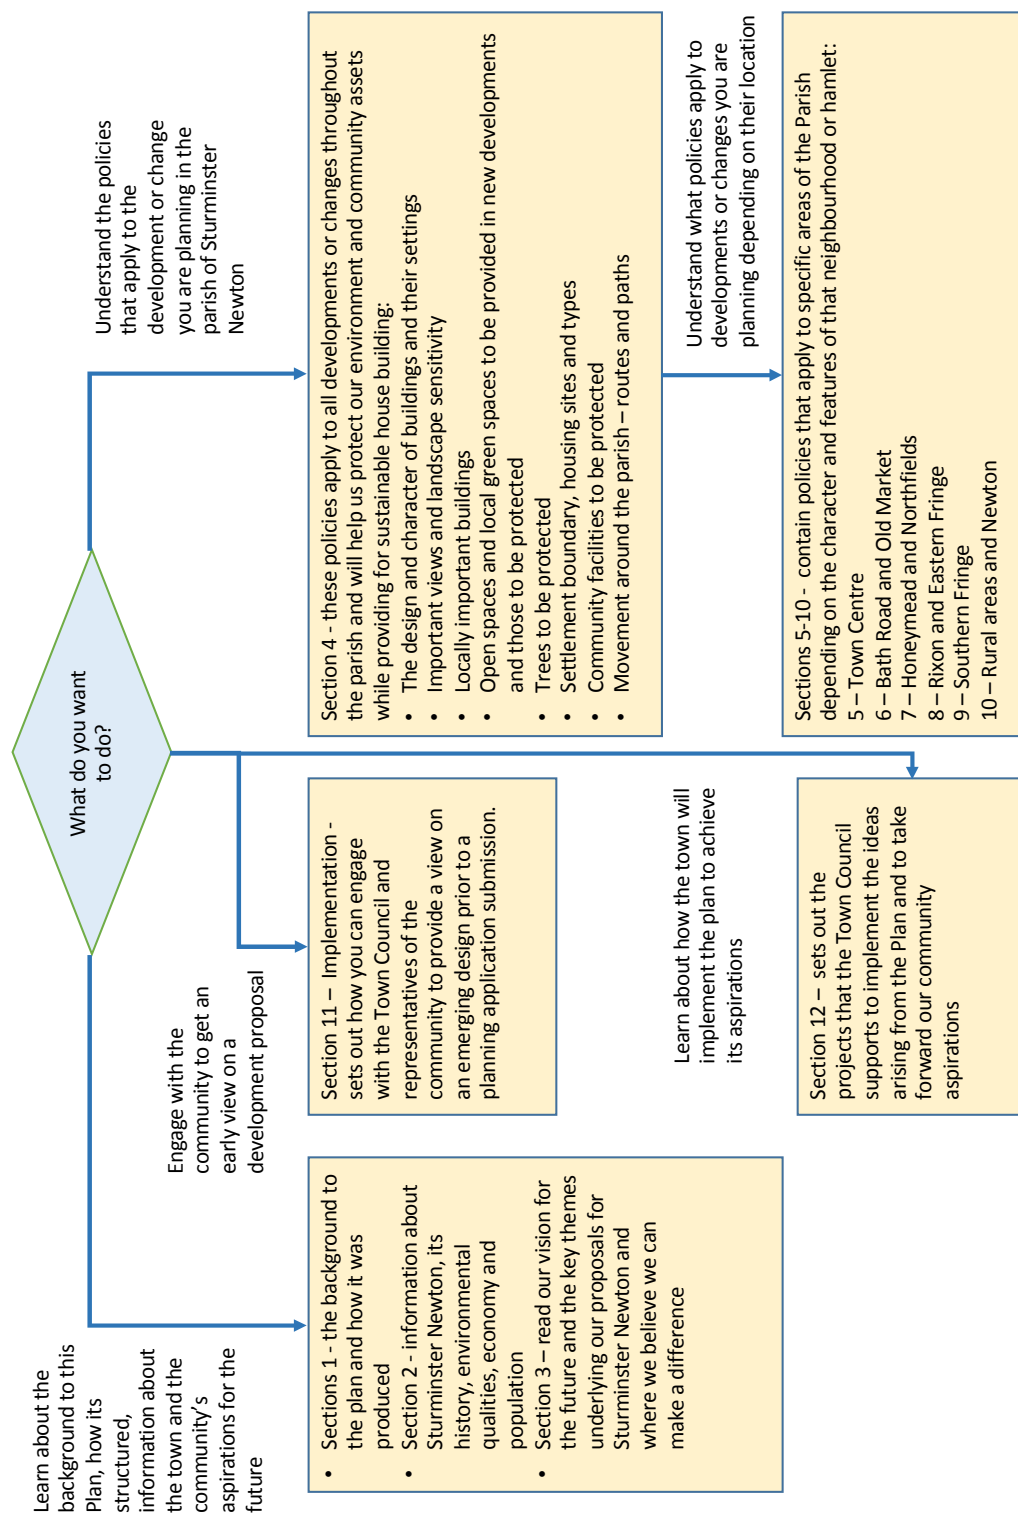 What do you want
to do?
Learn about the
background to this
Plan, how its
structured,
information about
the town and the
community’s
aspirations for the
future
• Sections 1 - the background to
the plan and how it was
produced
• Section 2 - information about
Sturminster Newton, its
history, environmental
qualities, economy and
population
• Section 3 – read our vision for
the future and the key themes
underlying our proposals for
Sturminster Newton and
where we believe we can
make a difference
Engage with the
community to get an
early view on a
development proposal
Section 11 – Implementation -
sets out how you can engage
with the Town Council and
representatives of the
community to provide a view on
an emerging design prior to a
planning application submission.
Learn about how the town will
implement the plan to achieve
its aspirations
Section 12 – sets out the
projects that the Town Council
supports to implement the ideas
arising from the Plan and to take
forward our community
aspirations
Understand the policies
that apply to the
development or change
you are planning in the
parish of Sturminster
Newton
Section 4 - these policies apply to all developments or changes throughout
the parish and will help us protect our environment and community assets
while providing for sustainable house building:
• The design and character of buildings and their settings
• Important views and landscape sensitivity
• Locally important buildings
• Open spaces and local green spaces to be provided in new developments
and those to be protected
• Trees to be protected
• Settlement boundary, housing sites and types
• Community facilities to be protected
• Movement around the parish – routes and paths
Understand what policies apply to
developments or changes you are
planning depending on their location
Sections 5-10 - contain policies that apply to specific areas of the Parish
depending on the character and features of that neighbourhood or hamlet:
5 – Town Centre
6 – Bath Road and Old Market
7 – Honeymead and Northfields
8 – Rixon and Eastern Fringe
9 – Southern Fringe
10 – Rural areas and Newton